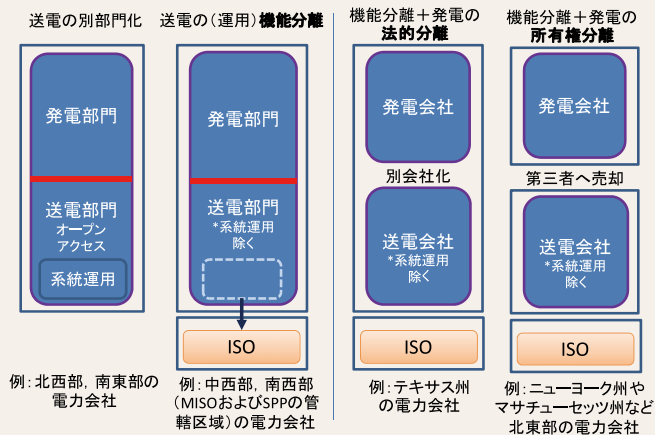 送電の別部門化
発電部門
送電部門
オープン
アクセス
系統運用
例：北西部，南東部の
電力会社
送電の（運用）機能分離
発電部門
送電部門
*系統運用
除く
ISO
例：中西部，南西部
（MISOおよびSPPの管
轄区域）の電力会社
機能分離＋発電の
法的分離
発電会社
別会社化
送電会社
*系統運用
除く
ISO
例：テキサス州
の電力会社
機能分離＋発電の
所有権分離
発電会社
第三者へ売却
送電会社
*系統運用
除く
ISO
例：ニューヨーク州や
マサチューセッツ州など
北東部の電力会社